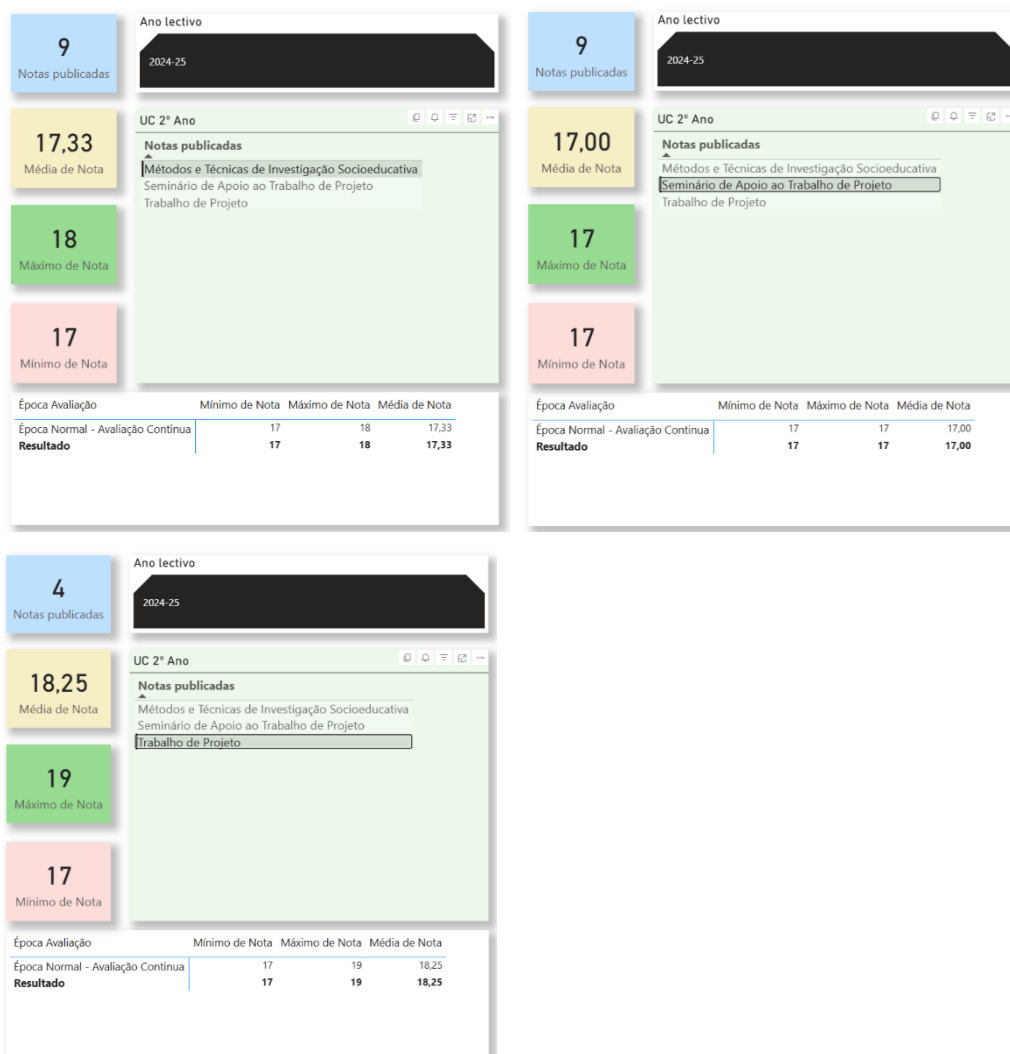 9
Notas publicadas
Ano lectivo
2024-25
17,33
Média de Nota
18
Máximo de Nota
17
Mínimo de Nota
UC 2º Ano
Notas publicadas
Métodos e Técnicas de Investigação Socioeducativa
Seminário de Apoio ao Trabalho de Projeto
Trabalho de Projeto
Época Avaliação Mínimo de Nota Máximo de Nota Média de Nota
Época Normal - Avaliação Continua 17 18 17,33
Resultado 17 18 17,33
9
Notas publicadas
Ano lectivo
2024-25
17,00
Média de Nota
17
Máximo de Nota
17
Mínimo de Nota
UC 2º Ano
Notas publicadas
Métodos e Técnicas de Investigação Socioeducativa
Seminário de Apoio ao Trabalho de Projeto
Trabalho de Projeto
Época Avaliação Mínimo de Nota Máximo de Nota Média de Nota
Época Normal - Avaliação Continua 17 17 17,00
Resultado 17 17 17,00
4
Notas publicadas
Ano lectivo
2024-25
18,25
Média de Nota
19
Máximo de Nota
17
Mínimo de Nota
UC 2º Ano
Notas publicadas
Métodos e Técnicas de Investigação Socioeducativa
Seminário de Apoio ao Trabalho de Projeto
Trabalho de Projeto
Época Avaliação Mínimo de Nota Máximo de Nota Média de Nota
Época Normal - Avaliação Continua 17 19 18,25
Resultado 17 19 18,25